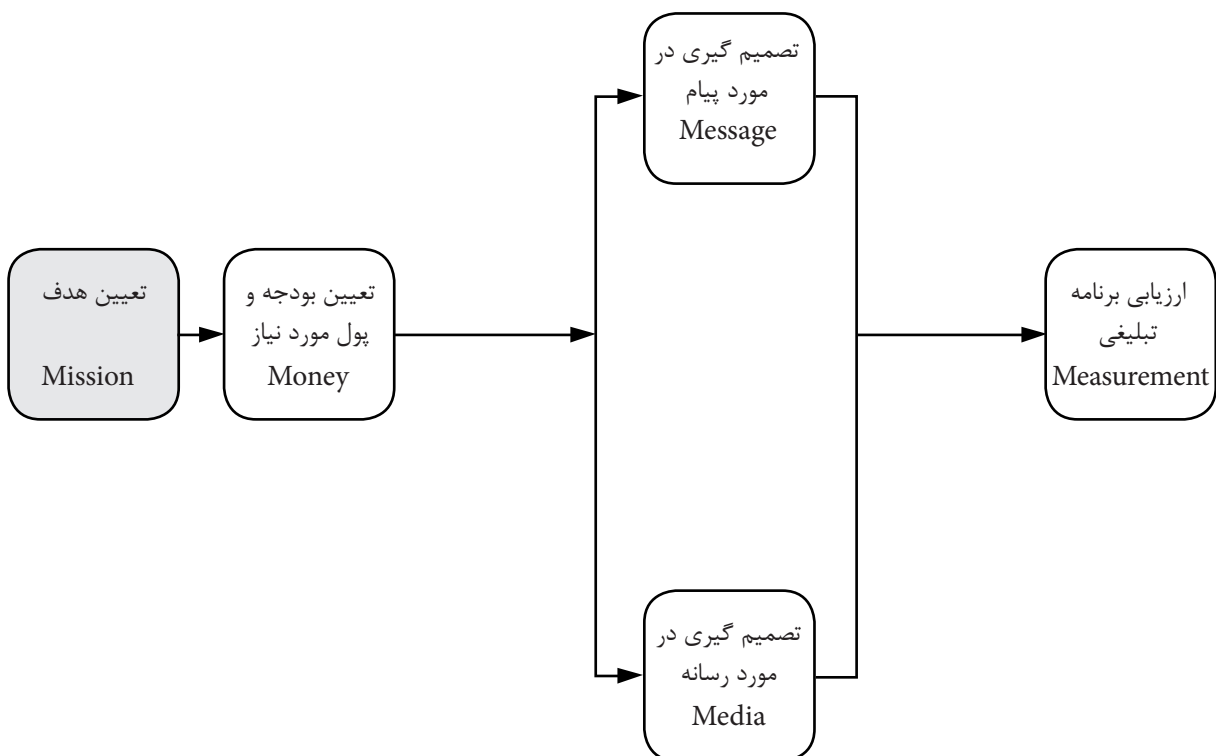 تعیین هدف
Mission
تعیین بودجه و
پول مورد نیاز
Money
تصمیم گیری در
مورد پیام
Message
تصمیم گیری در
مورد رسانه
Media
ارزیابی برنامه
تبلیغی
Measurement